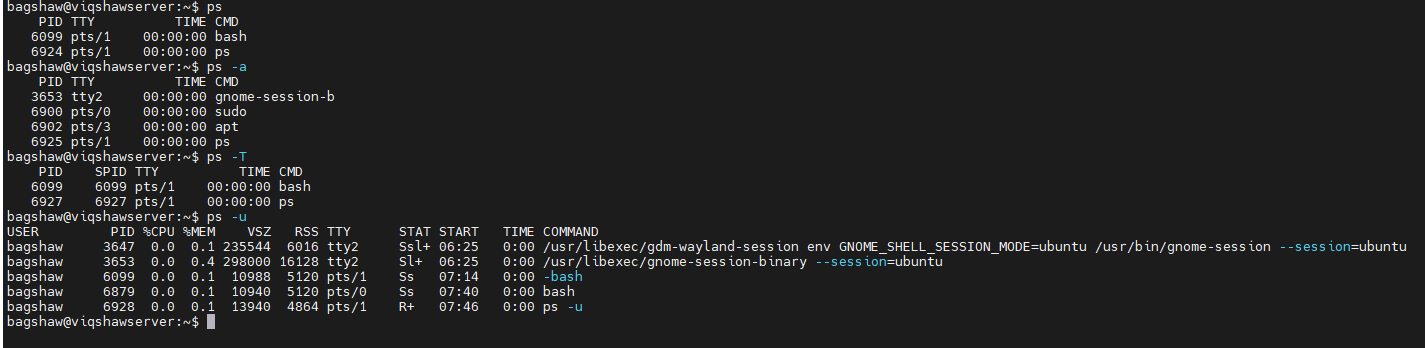 bagshaw@viqshawserver:~$ ps
    PID TTY          TIME CMD
   6099 pts/1    00:00:00 bash
   6924 pts/1    00:00:00 ps
bagshaw@viqshawserver:~$ ps -a
    PID TTY          TIME CMD
   3653 tty2     00:00:00 gnome-session-b
   6900 pts/0    00:00:00 sudo
   6902 pts/3    00:00:00 apt
   6925 pts/1    00:00:00 ps
bagshaw@viqshawserver:~$ ps -T
    PID    SPID TTY          TIME CMD
   6099    6099 pts/1    00:00:00 bash
   6927    6927 pts/1    00:00:00 ps
bagshaw@viqshawserver:~$ ps -u
USER         PID %CPU %MEM    VSZ   RSS TTY      STAT START   TIME COMMAND
bagshaw     3647  0.0  0.1 235544  6016 tty2     Ssl+ 06:25   0:00 /usr/libexec/gdm-wayland-session env GNOME_SHELL_SESSION_MODE=ubuntu /usr/bin/gnome-session --session=ubuntu
bagshaw     3653  0.0  0.4 298000 16128 tty2     Sl+  06:25   0:00 /usr/libexec/gnome-session-binary --session=ubuntu
bagshaw     6099  0.0  0.1  10988  5120 pts/1    Ss   07:14   0:00 -bash
bagshaw     6879  0.0  0.1  10940  5120 pts/0    Ss   07:40   0:00 bash
bagshaw     6928  0.0  0.1  13940  4864 pts/1    R+   07:46   0:00 ps -u
bagshaw@viqshawserver:~$